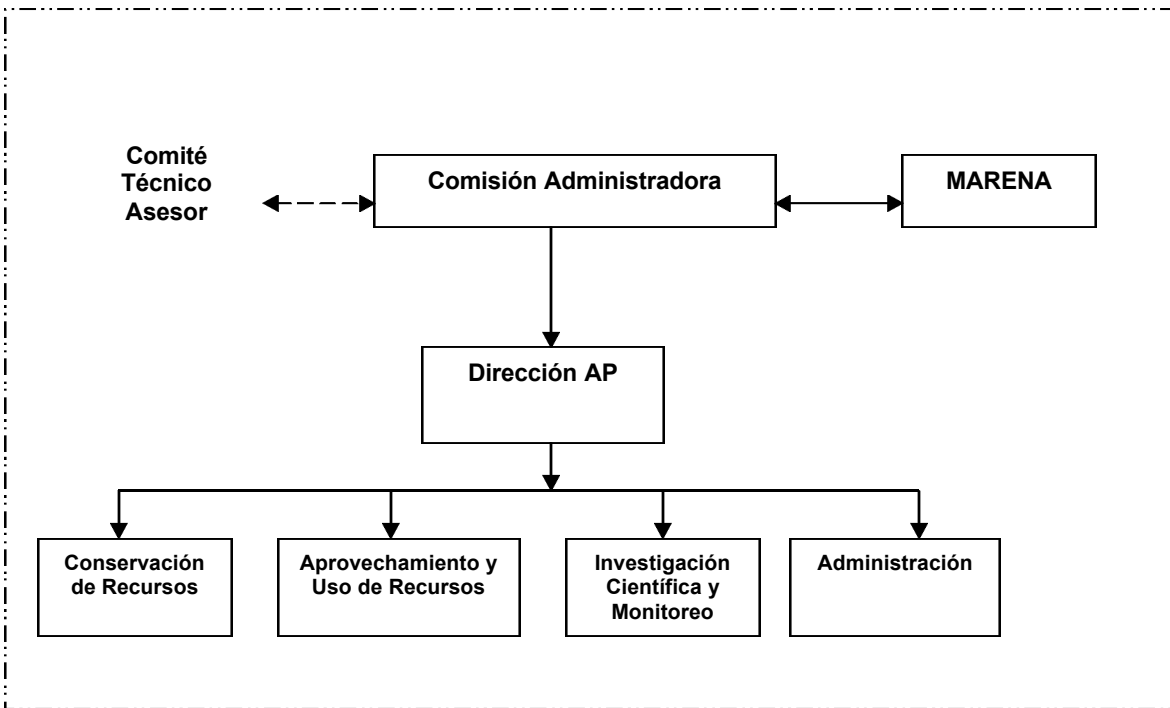 Comité
Técnico
Asesor
Comisión Administradora
MARENA
Dirección AP
Conservación
de Recursos
Aprovechamiento y
Uso de Recursos
Investigación
Científica y
Monitoreo
Administración